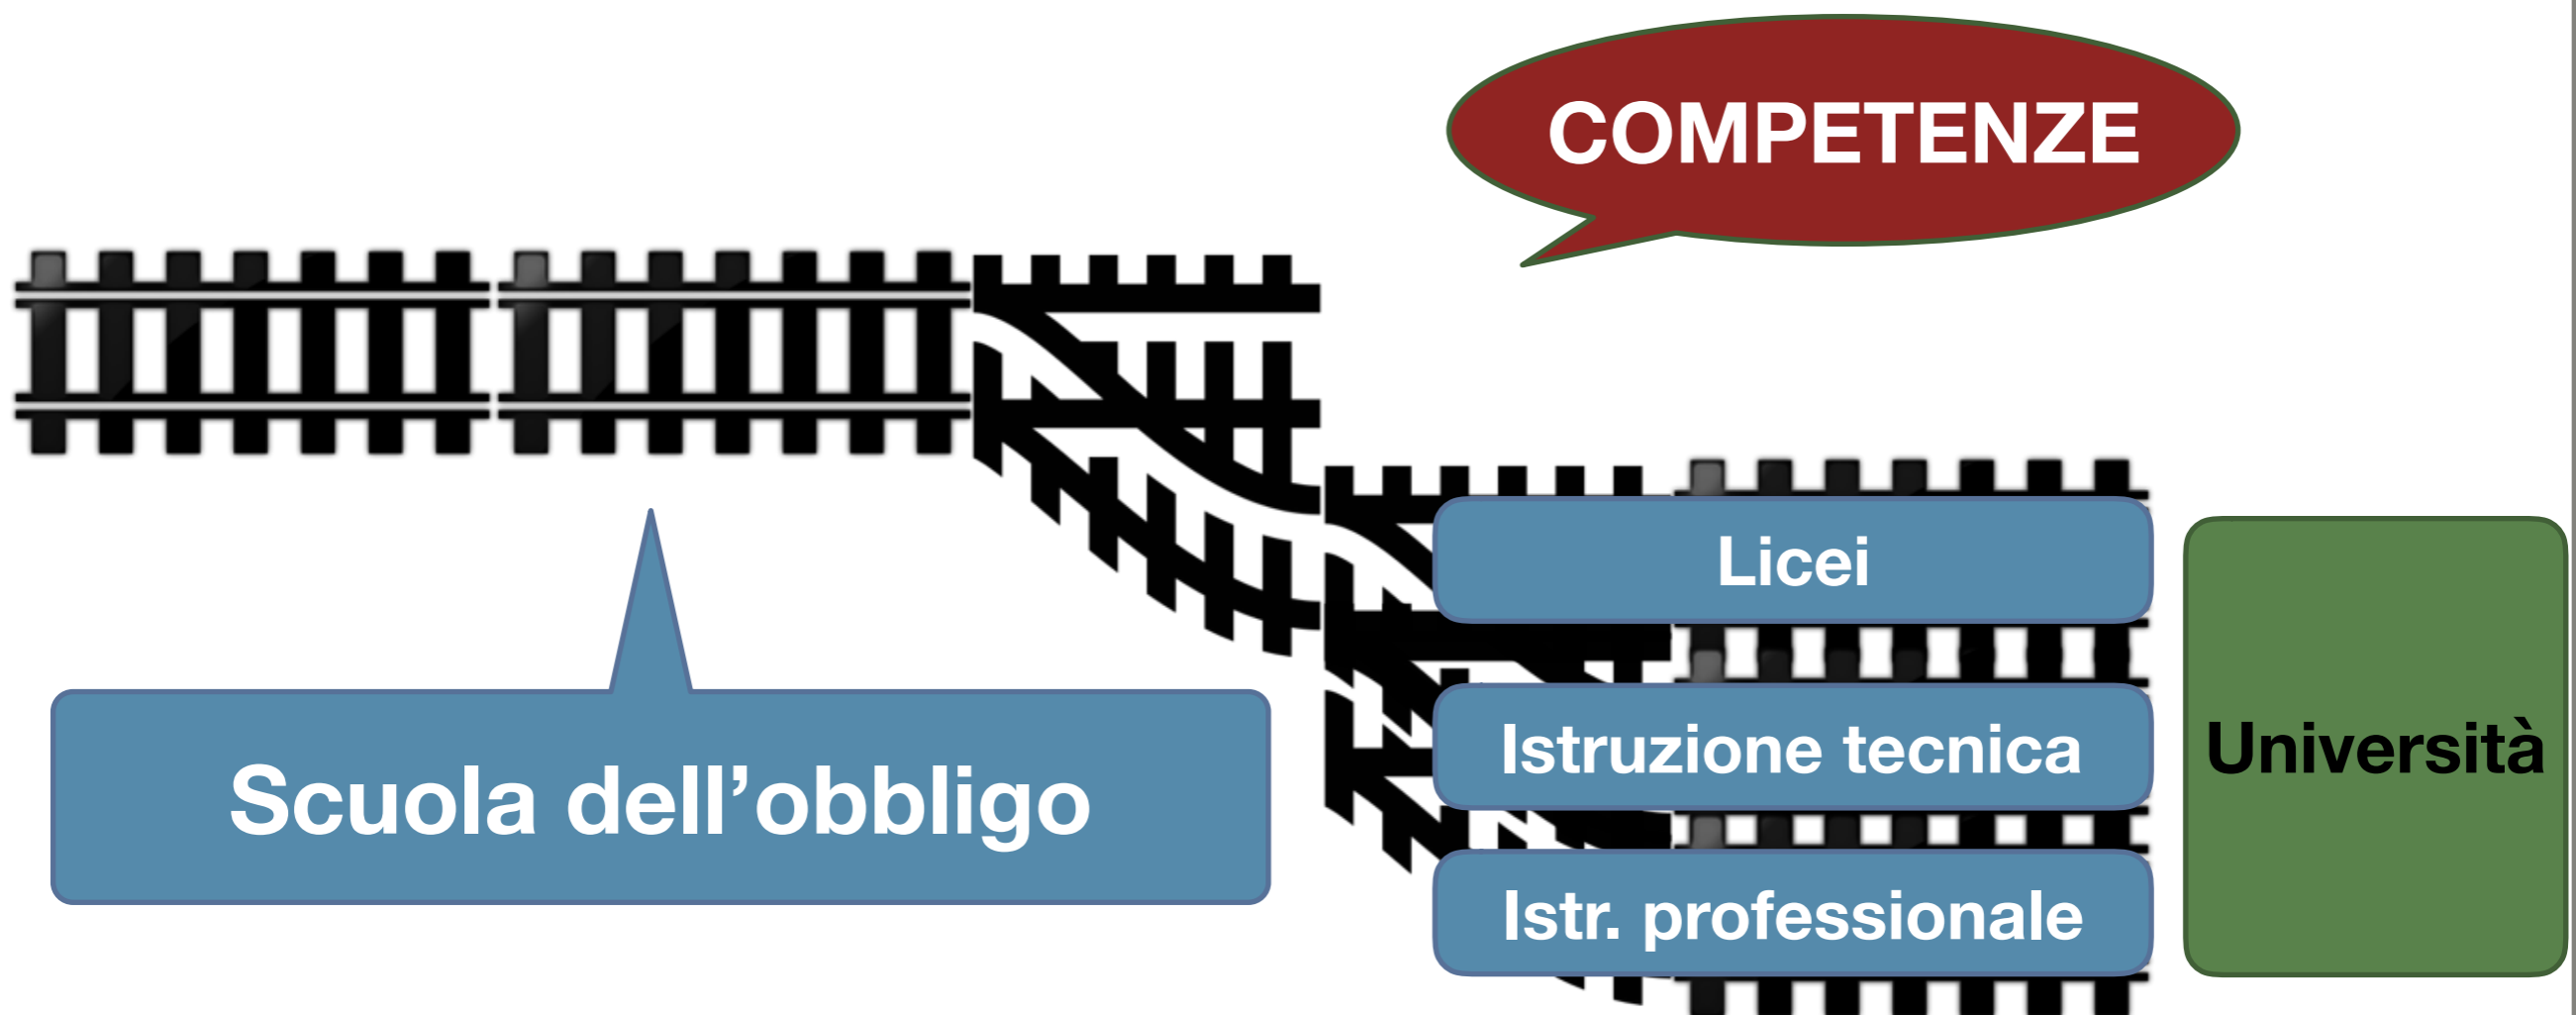 COMPETENZE
Scuola dell’obbligo
Licei
Istruzione tecnica
Istr. professionale
Università